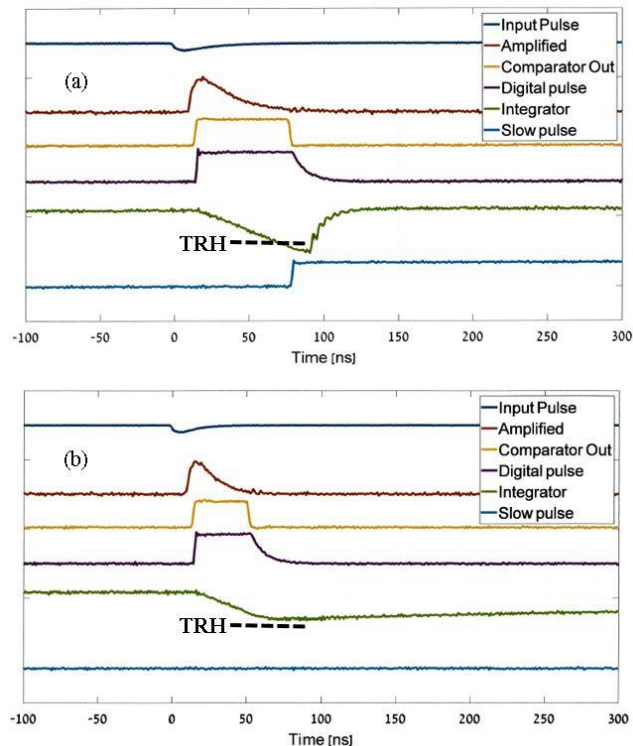 Input Pulse
Amplified
Comparator Out
Digital pulse
Integrator
Slow pulse
(a)
TRH
-100 -50 0 50 100 150 200 250 300
Time [ns]
Input Pulse
Amplified
Comparator Out
Digital pulse
Integrator
Slow pulse
(b)
TRH
-100 -50 0 50 100 150 200 250 300
Time [ns]